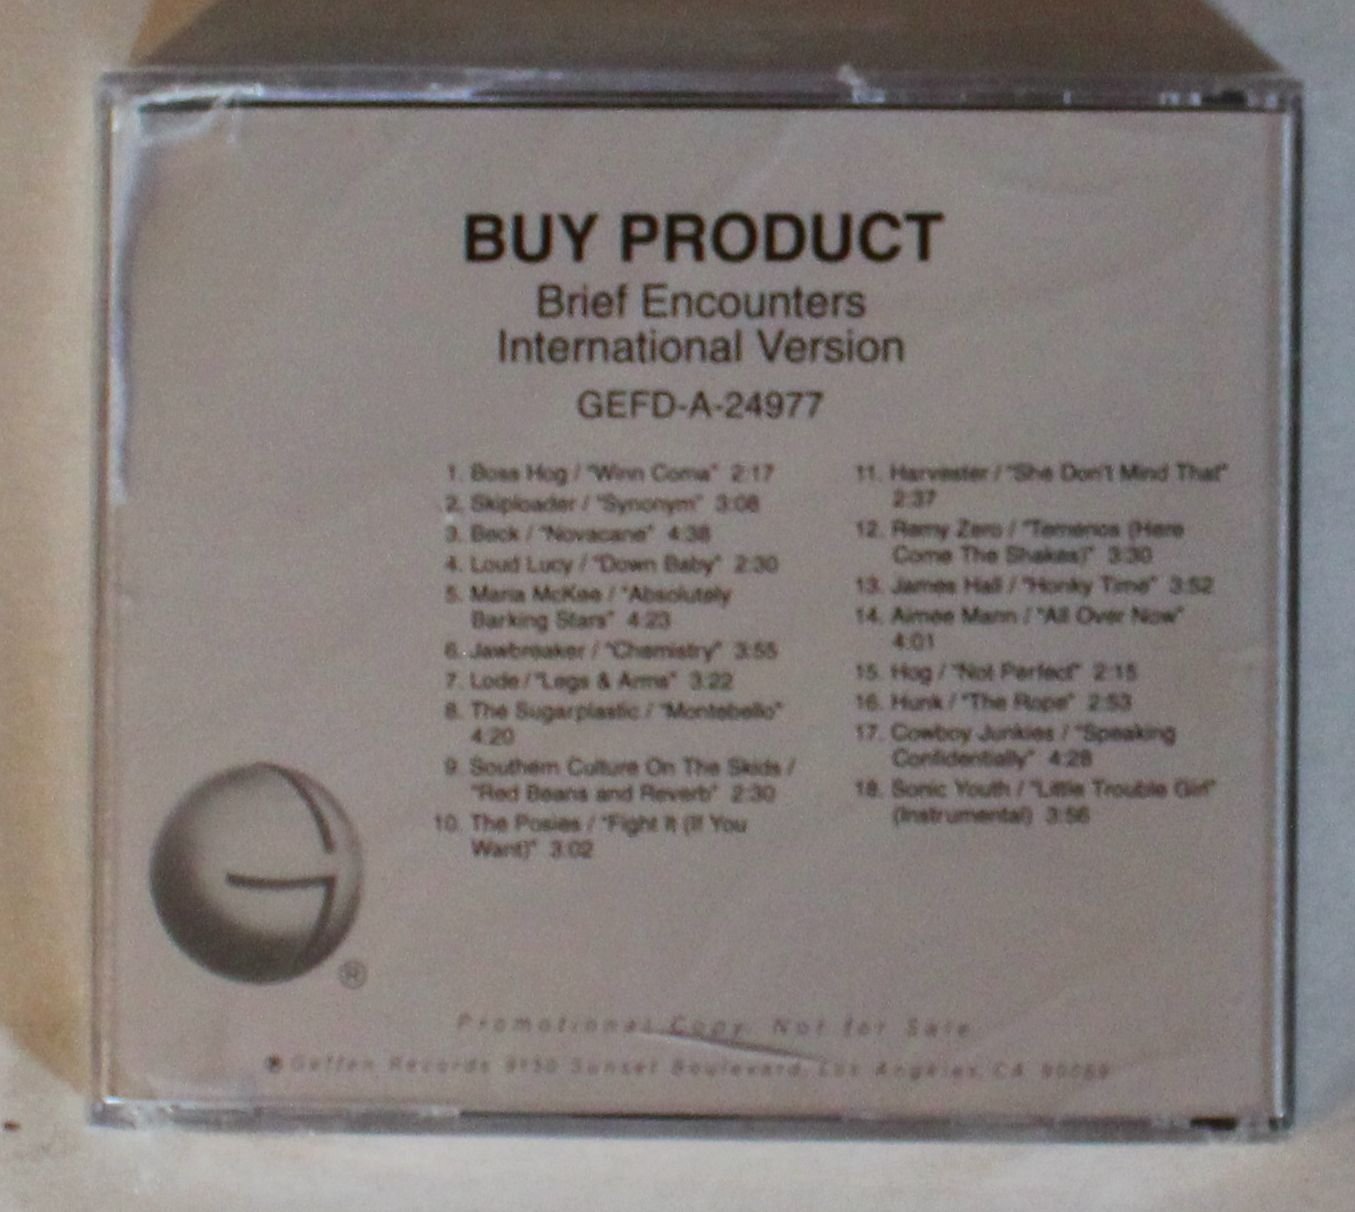 BUY PRODUCT
Brief Encounters
International Version
GEFD-A-24977
1. Boss Hog / "Winn Coma" 2:17
2. Skiploader / "Synonym" 3:08
3. Beck / "Novacane" 4:38
4. Loud Lucy / "Down Baby" 2:30
5. Maria McKee / "Absolutely
Barking Stars" 4:23
6. Jawbreaker / "Chemistry" 3:55
7. Lode / "Legs & Arms" 3:22
8. The Sugarplastic / "Montebello"
4:20
9. Southern Culture On The Skids /
"Red Beans and Reverb" 2:30
10. The Posies / "Fight It (If You
Want)" 3:02
11. Harvester / "She Don't Mind That"
2:37
12. Remy Zero / "Temenos (Here
Come The Shakes)" 3:30
13. James Hall / "Honky Time" 3:52
14. Aimee Mann / "All Over Now"
4:01
15. Hog / "Not Perfect" 2:15
16. Hunk / "The Rope" 2:53
17. Cowboy Junkies / "Speaking
Confidentially" 4:28
18. Sonic Youth / "Little Trouble Girl"
(Instrumental) 3:56
G
®
Promotional Copy. Not for Sale
℗ Geffen Records 9130 Sunset Boulevard, Los Angeles, CA 90069